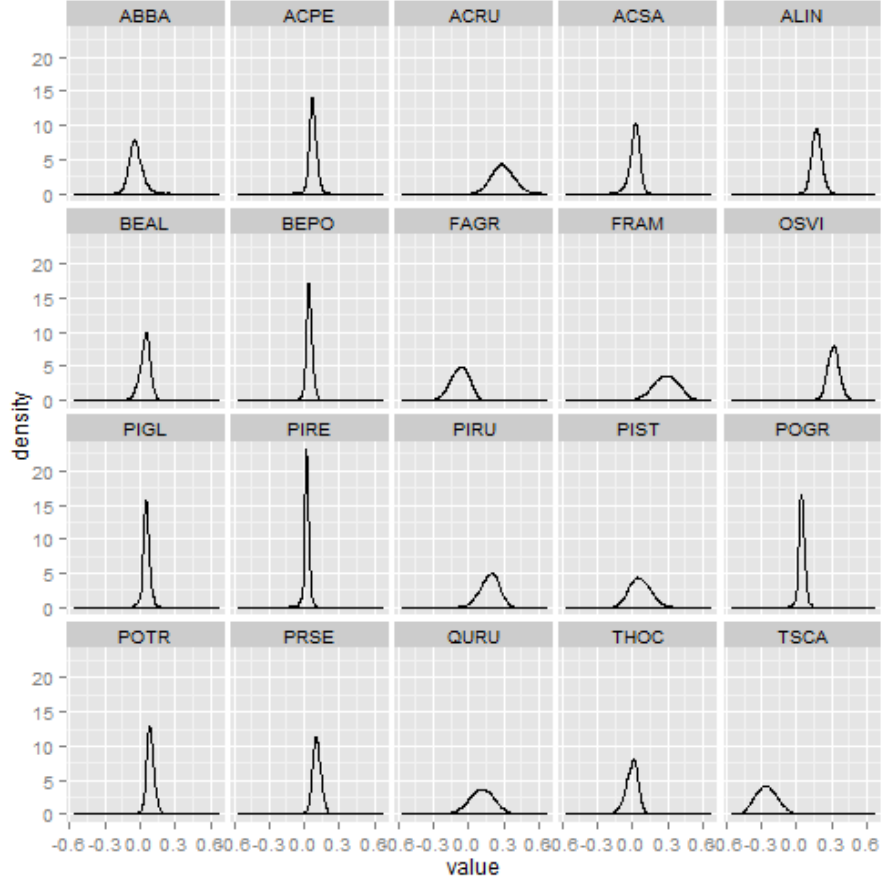 ABBA ACPE ACRU ACSA ALIN
20
15
10
5
0
BEAL BEPO FAGR FRAM OSVI
20
15
10
5
0
density
PIGL PIRE PIRU PIST POGR
20
15
10
5
0
POTR PRSE QURU THOC TSCA
20
15
10
5
0
-0.6-0.3 0.0 0.3 0.6 -0.6-0.3 0.0 0.3 0.6 -0.6-0.3 0.0 0.3 0.6 -0.6-0.3 0.0 0.3 0.6 -0.6-0.3 0.0 0.3 0.6
value